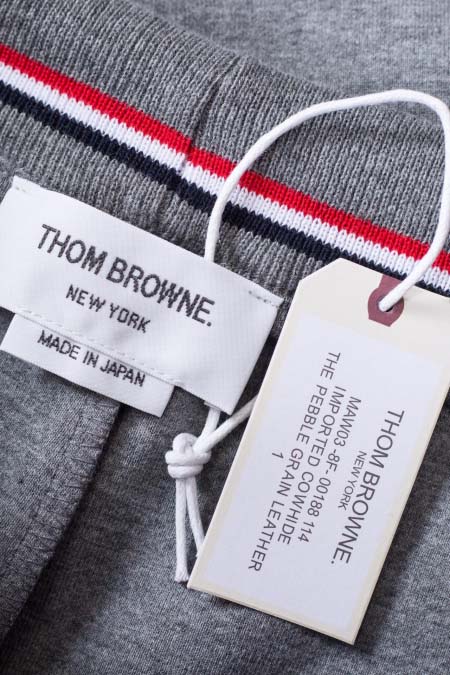 THOM BROWNE.
NEW YORK
MADE IN JAPAN
THOM BROWNE.
NEW YORK
MAW03-8F- 00188 114
IMPORTED COWHIDE
THE PEBBLE GRAIN LEATHER
1